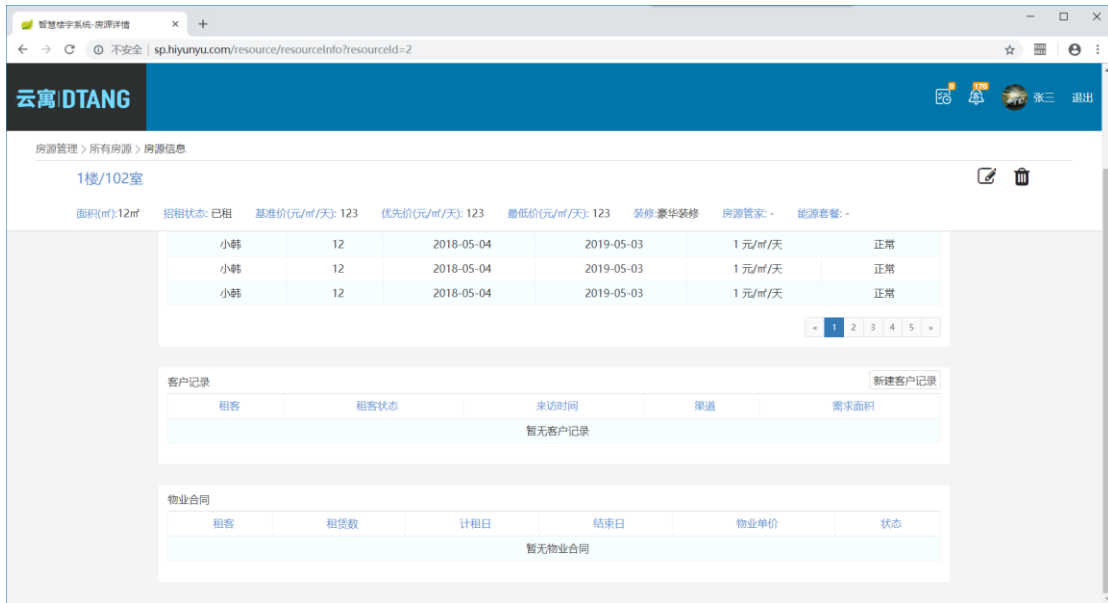 智慧楼宇系统-房源详情
不安全 | sp.hiyunyu.com/resource/resourceInfo?resourceId=2
云寓|DTANG
0 170 张三 退出
房源管理 > 所有房源 > 房源信息
1楼/102室
面积(㎡):12㎡ 招租状态: 已租 基准价(元/㎡/天): 123 优先价(元/㎡/天): 123 最低价(元/㎡/天): 123 装修:豪华装修 房源管家: - 能源套餐: -
小韩 12 2018-05-04 2019-05-03 1 元/㎡/天 正常
小韩 12 2018-05-04 2019-05-03 1 元/㎡/天 正常
小韩 12 2018-05-04 2019-05-03 1 元/㎡/天 正常
« 1 2 3 4 5 »
客户记录 新建客户记录
租客 租客状态 来访时间 渠道 需求面积
暂无客户记录
物业合同
租客 租赁数 计租日 结束日 物业单价 状态
暂无物业合同